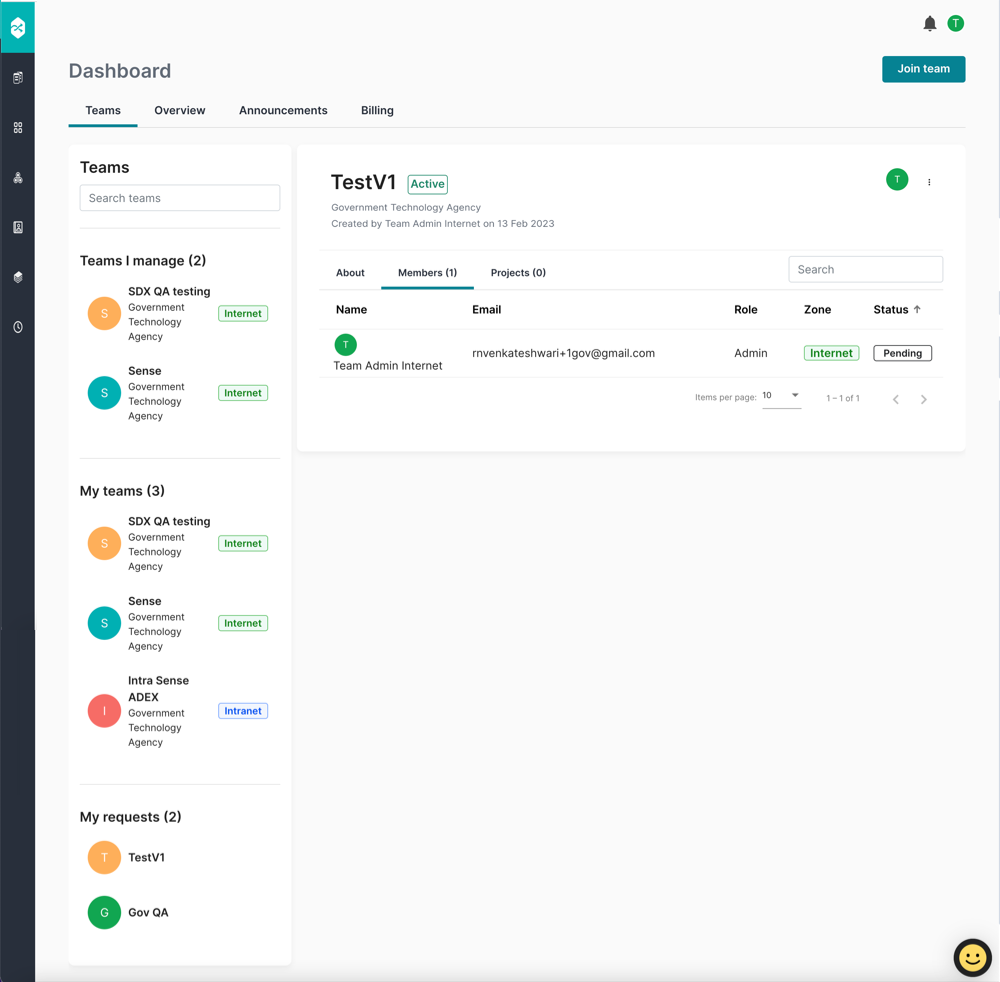 T
Dashboard
Join team
Teams Overview Announcements Billing
Teams
Search teams
Teams I manage (2)
S
SDX QA testing
Government
Technology
Agency
Internet
S
Sense
Government
Technology
Agency
Internet
My teams (3)
S
SDX QA testing
Government
Technology
Agency
Internet
S
Sense
Government
Technology
Agency
Internet
I
Intra Sense
ADEX
Government
Technology
Agency
Intranet
My requests (2)
T
TestV1
G
Gov QA
TestV1 Active
T
Government Technology Agency
Created by Team Admin Internet on 13 Feb 2023
About Members (1) Projects (0)
Search
Name Email Role Zone Status
T
Team Admin Internet
rnvenkateshwari+1gov@gmail.com
Admin
Internet
Pending
Items per page: 10
1 – 1 of 1